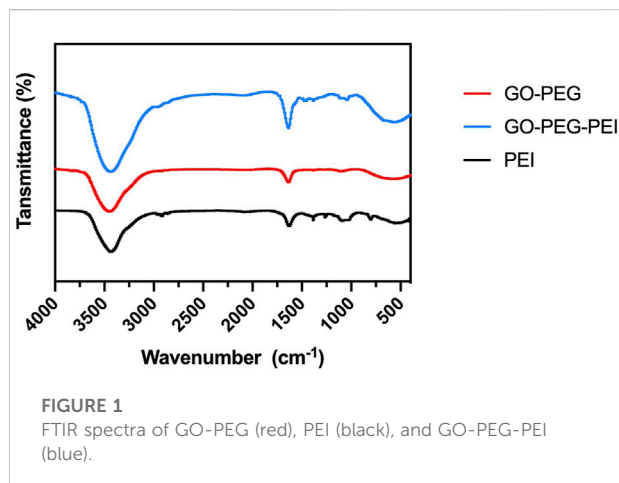 Tansmittance (%)
GO-PEG
GO-PEG-PEI
PEI
4000
3500
3000
2500
2000
1500
1000
500
Wavenumber (cm⁻¹)
FIGURE 1
FTIR spectra of GO-PEG (red), PEI (black), and GO-PEG-PEI
(blue).